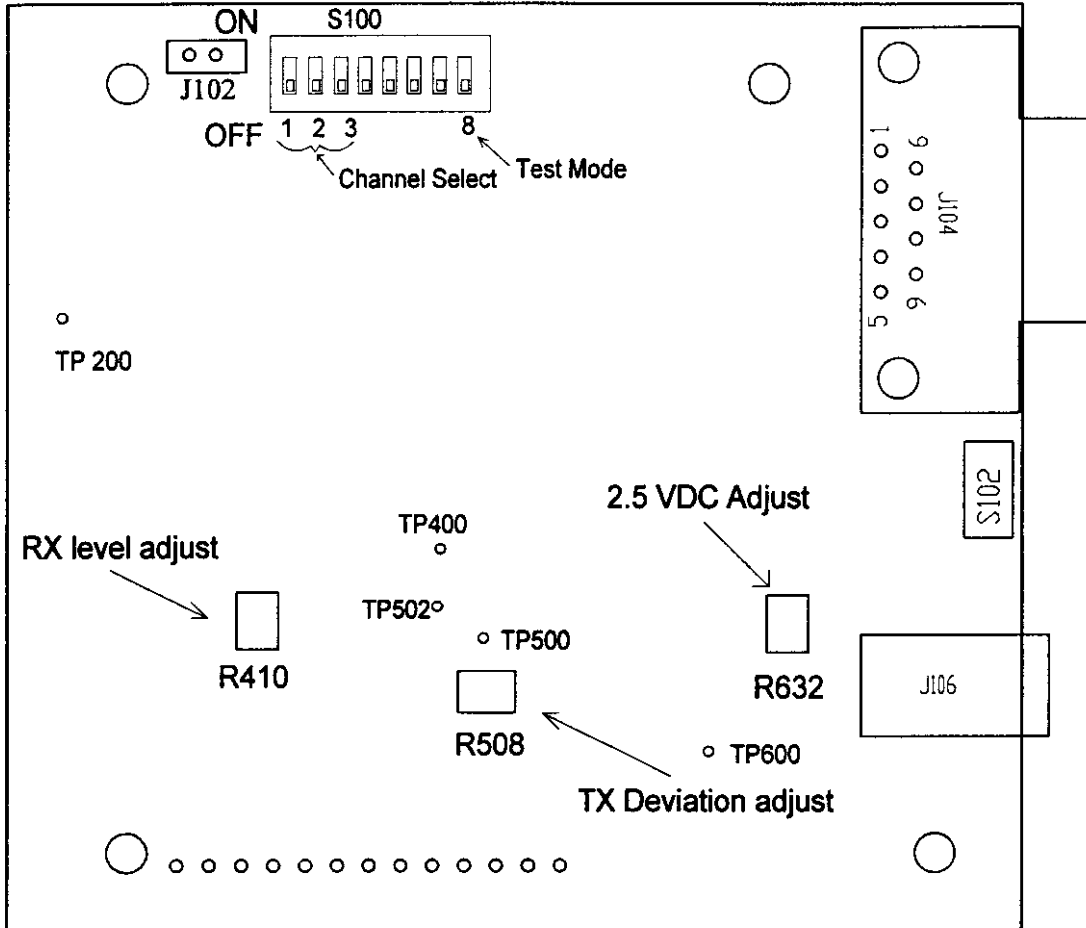 ON
S100
J102
OFF
1 2 3
8
Channel Select
Test Mode
1
9
J104
5
6
TP 200
S102
2.5 VDC Adjust
TP400
RX level adjust
TP502
TP500
R410
R632
J106
R508
TP600
TX Deviation adjust